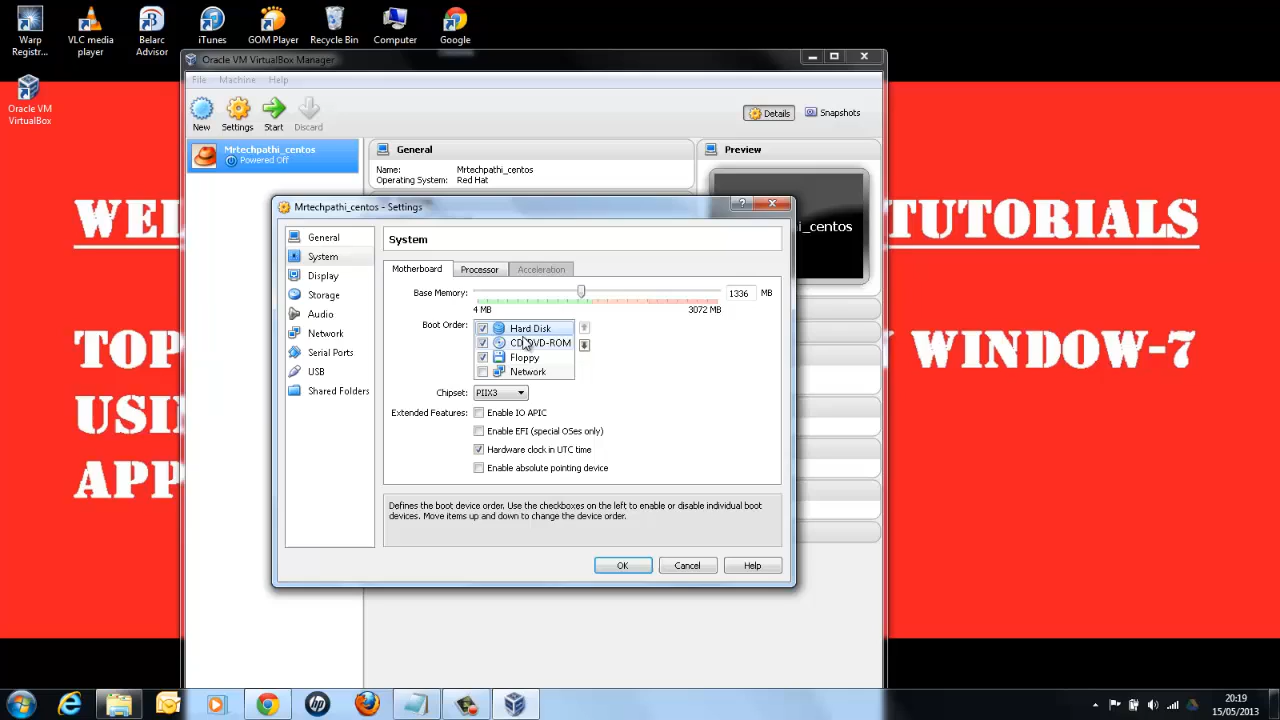 Warp
Registr...
VLC media
player
Belarc
Advisor
iTunes
GOM Player
Recycle Bin
Computer
Google
Oracle VM
VirtualBox
Oracle VM VirtualBox Manager
File Machine Help
New
Settings
Start
Discard
Details
Snapshots
Mrtechpathi_centos
Powered Off
General
Name: Mrtechpathi_centos
Operating System: Red Hat
Preview
i_centos
WEL
TUTORIALS
TOP
WINDOW-7
USI
APP
Mrtechpathi_centos - Settings
General
System
Display
Storage
Audio
Network
Serial Ports
USB
Shared Folders
System
Motherboard
Processor
Acceleration
Base Memory: 1336 MB
4 MB 3072 MB
Boot Order:
Hard Disk
CD/DVD-ROM
Floppy
Network
Chipset: PIIX3
Extended Features: Enable IO APIC
Enable EFI (special OSes only)
Hardware clock in UTC time
Enable absolute pointing device
Defines the boot device order. Use the checkboxes on the left to enable or disable individual boot
devices. Move items up and down to change the device order.
OK
Cancel
Help
20:19
15/05/2013